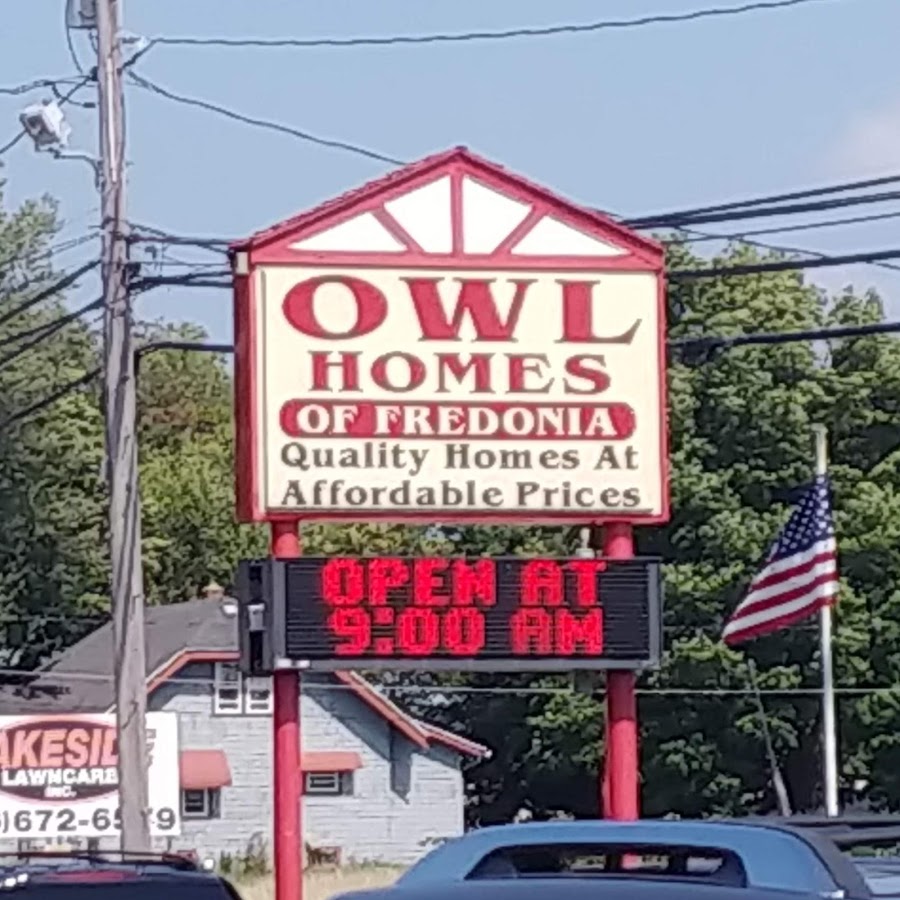 OWL
HOMES
OF FREDONIA
Quality Homes At
Affordable Prices
OPEN AT
9:00 AM
LAWNCARE
INC.